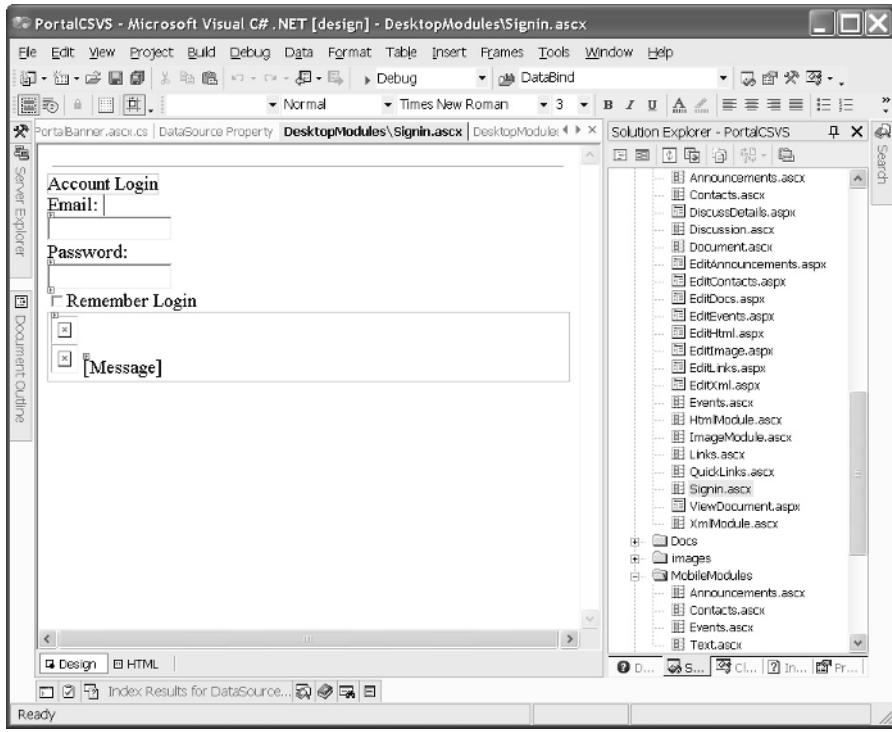 PortalCSVS - Microsoft Visual C# .NET [design] - DesktopModules\Signin.ascx
File Edit View Project Build Debug Data Format Table Insert Frames Tools Window Help
Debug DataBind
Normal Times New Roman 3 B I U
PortalBanner.ascx.cs DataSource Property DesktopModules\Signin.ascx DesktopModules
Server Explorer
Document Outline
Account Login
Email:
Password:
Remember Login
[Message]
Design HTML
Solution Explorer - PortalCSVS
Search
Announcements.ascx
Contacts.ascx
DiscussDetails.aspx
Discussion.ascx
Document.ascx
EditAnnouncements.aspx
EditContacts.aspx
EditDocs.aspx
EditEvents.aspx
EditHtml.aspx
EditImage.aspx
EditLinks.aspx
EditXml.aspx
Events.ascx
HtmlModule.ascx
ImageModule.ascx
Links.ascx
QuickLinks.ascx
Signin.ascx
ViewDocument.aspx
XmlModule.ascx
Docs
images
MobileModules
Announcements.ascx
Contacts.ascx
Events.ascx
Text.ascx
D... S... Cl... In... Pr...
Index Results for DataSource...
Ready